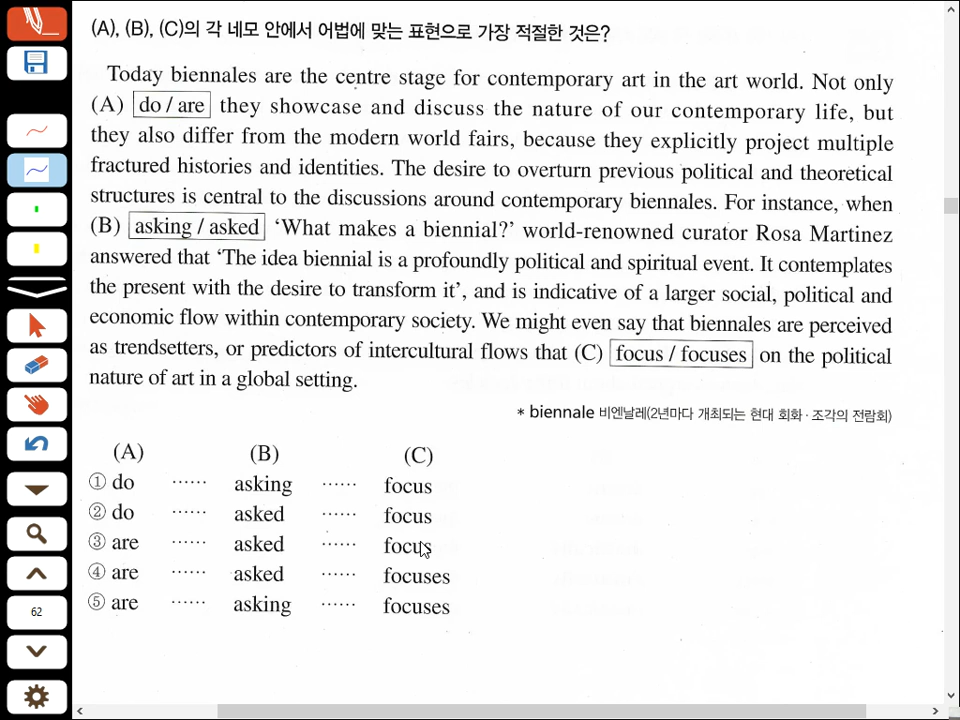 (A), (B), (C)의 각 네모 안에서 어법에 맞는 표현으로 가장 적절한 것은?
Today biennales are the centre stage for contemporary art in the art world. Not only
(A) do / are they showcase and discuss the nature of our contemporary life, but
they also differ from the modern world fairs, because they explicitly project multiple
fractured histories and identities. The desire to overturn previous political and theoretical
structures is central to the discussions around contemporary biennales. For instance, when
(B) asking / asked ‘What makes a biennial?’ world-renowned curator Rosa Martinez
answered that ‘The idea biennial is a profoundly political and spiritual event. It contemplates
the present with the desire to transform it’, and is indicative of a larger social, political and
economic flow within contemporary society. We might even say that biennales are perceived
as trendsetters, or predictors of intercultural flows that (C) focus / focuses on the political
nature of art in a global setting.
* biennale 비엔날레(2년마다 개최되는 현대 회화·조각의 전람회)
(A) (B) (C)
① do ...... asking ...... focus
② do ...... asked ...... focus
③ are ...... asked ...... focus
④ are ...... asked ...... focuses
⑤ are ...... asking ...... focuses
62